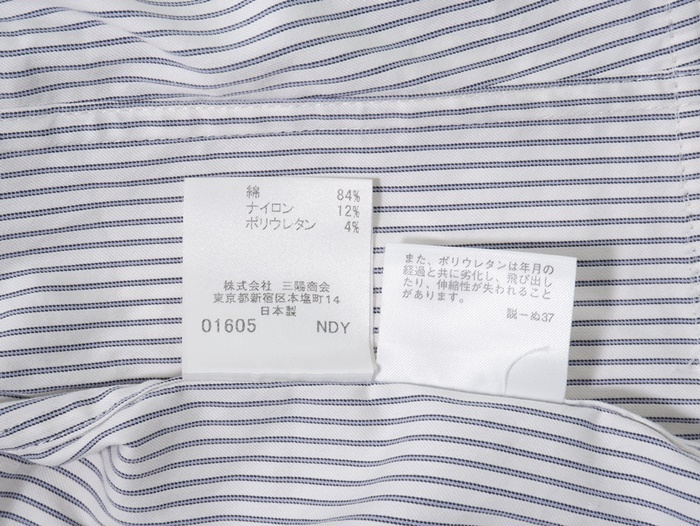 綿 84%
ナイロン 12%
ポリウレタン 4%
株式会社 三陽商会
東京都新宿区本塩町14
日本製
01605 NDY
また、ポリウレタンは年月の
経過と共に劣化し、飛び出し
たり、伸縮性が失われること
があります。
説ーぬ37